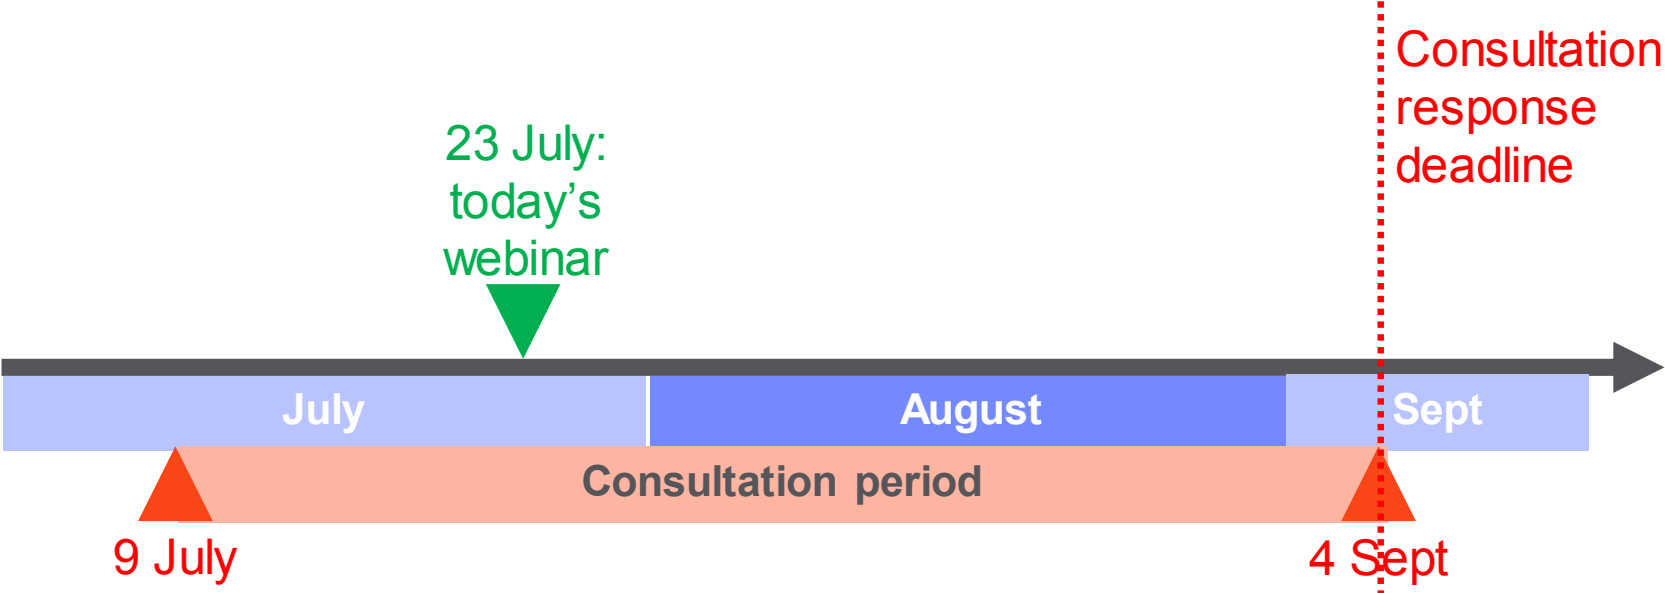 Consultation
response
deadline
23 July:
today’s
webinar
July
August
Sept
Consultation period
9 July
4 Sept